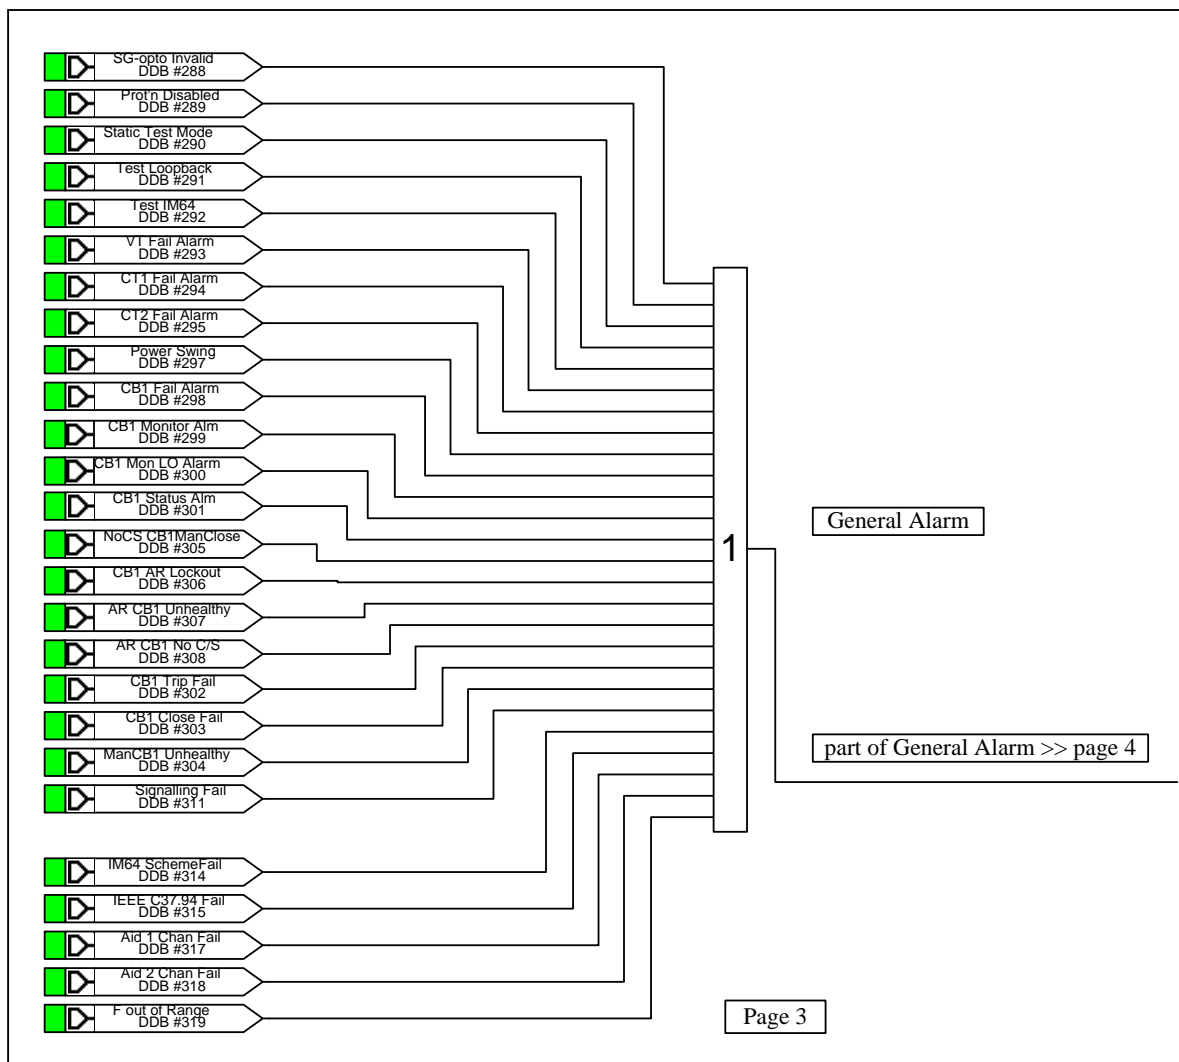 SG-opto Invalid
DDB #288
Prot'n Disabled
DDB #289
Static Test Mode
DDB #290
Test Loopback
DDB #291
Test IM64
DDB #292
VT Fail Alarm
DDB #293
CT1 Fail Alarm
DDB #294
CT2 Fail Alarm
DDB #295
Power Swing
DDB #297
CB1 Fail Alarm
DDB #298
CB1 Monitor Alm
DDB #299
CB1 Mon LO Alarm
DDB #300
CB1 Status Alm
DDB #301
NoCS CB1ManClose
DDB #305
CB1 AR Lockout
DDB #306
AR CB1 Unhealthy
DDB #307
AR CB1 No C/S
DDB #308
CB1 Trip Fail
DDB #302
CB1 Close Fail
DDB #303
ManCB1 Unhealthy
DDB #304
Signalling Fail
DDB #311
IM64 SchemeFail
DDB #314
IEEE C37.94 Fail
DDB #315
Aid 1 Chan Fail
DDB #317
Aid 2 Chan Fail
DDB #318
F out of Range
DDB #319
1
General Alarm
part of General Alarm >> page 4
Page 3